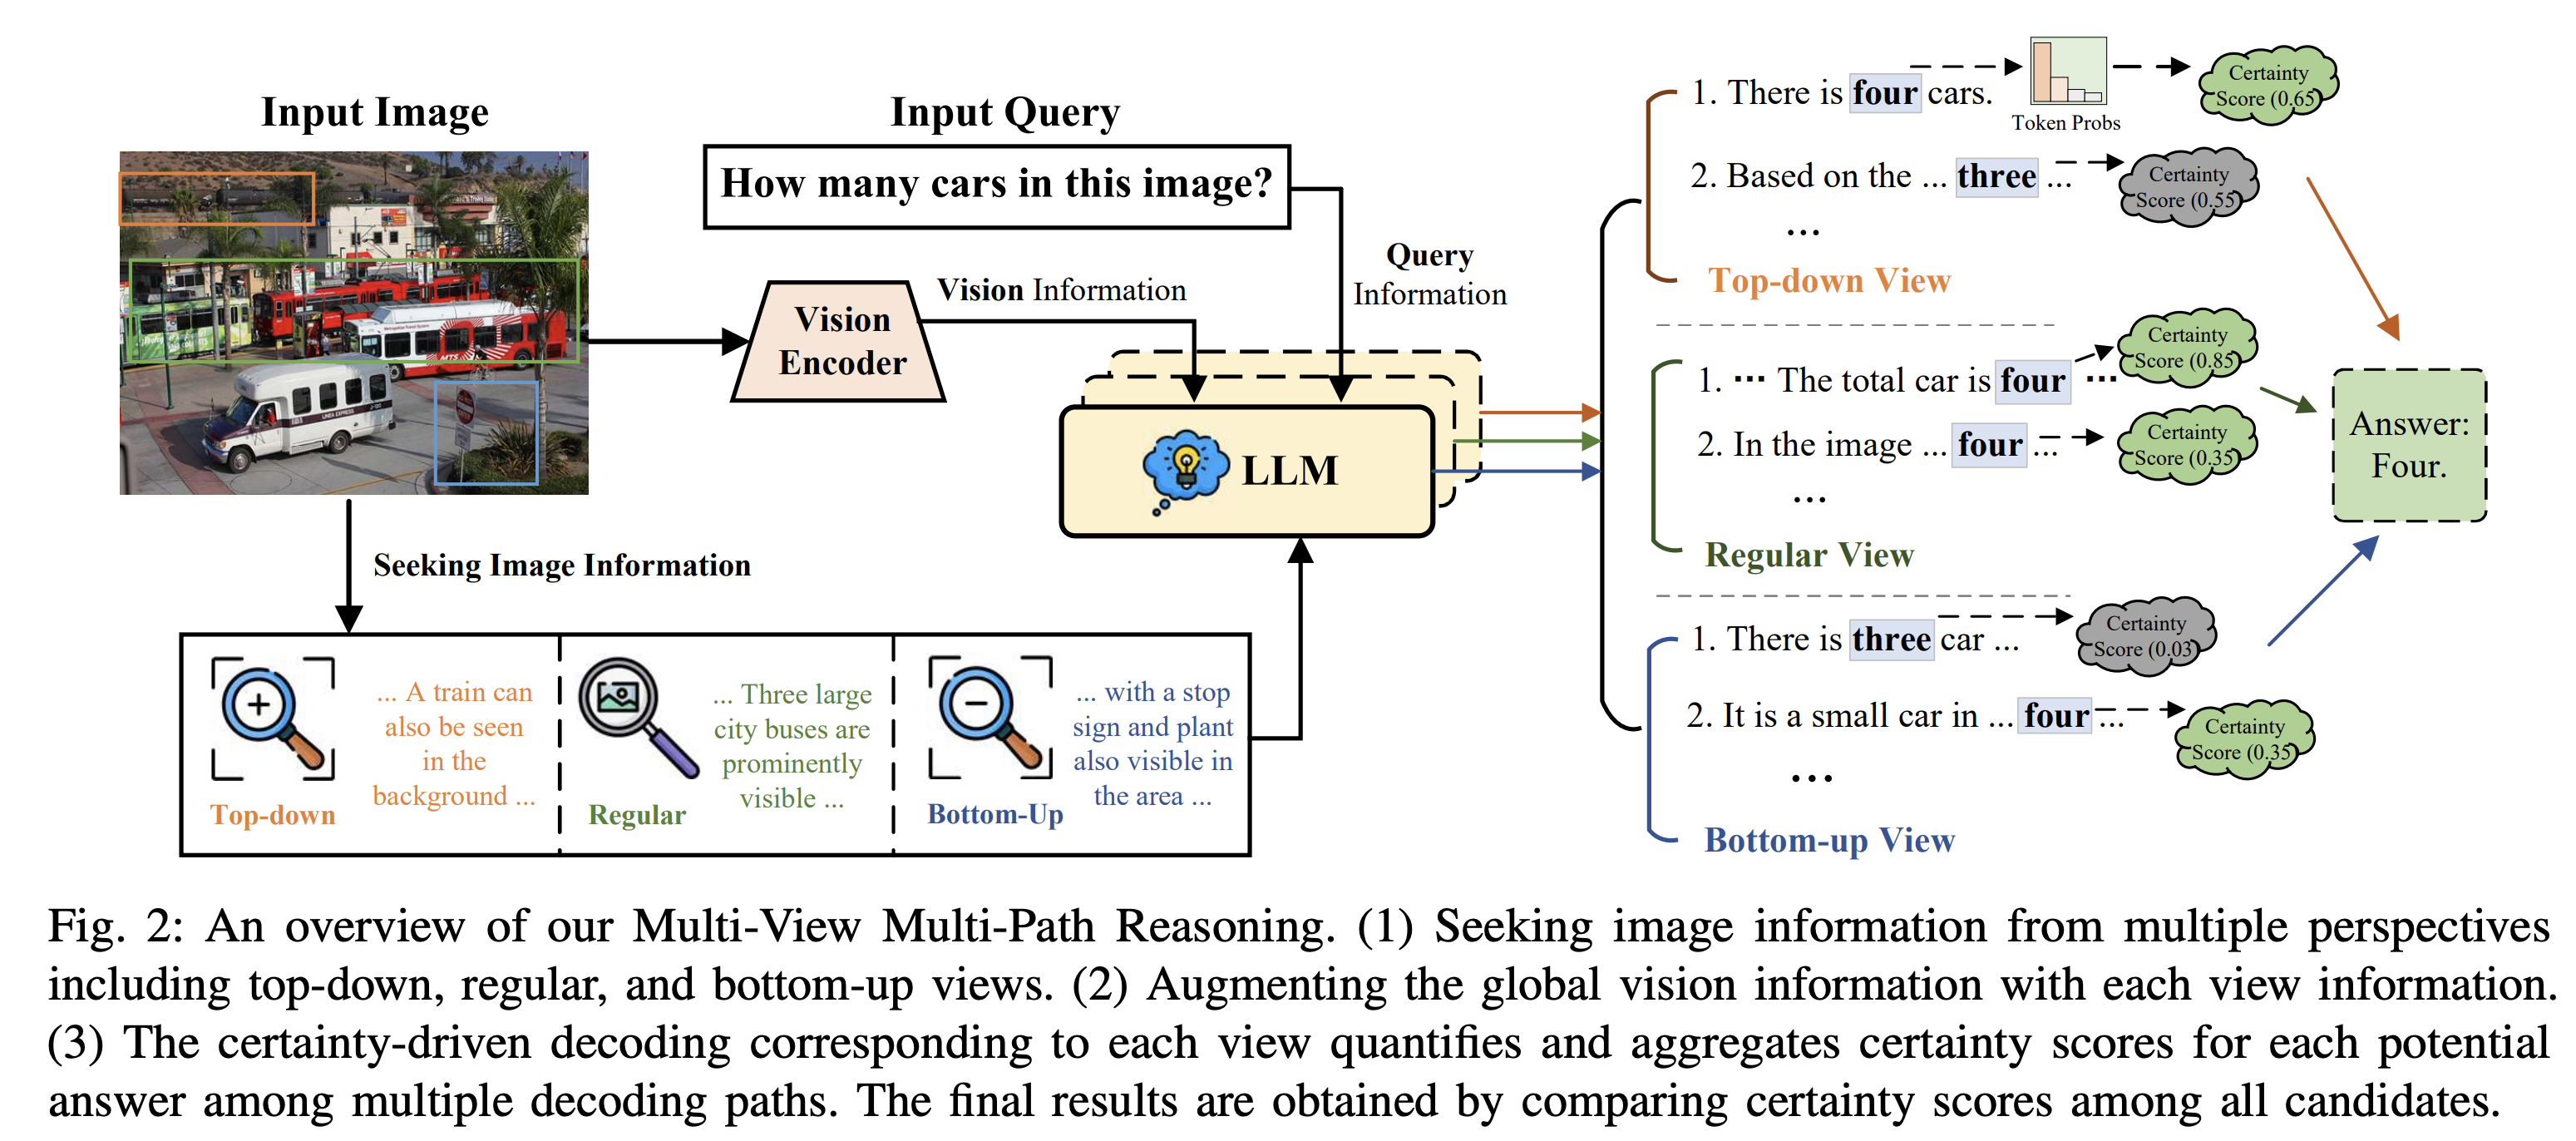 Input Image
Input Query
How many cars in this image?
Vision
Encoder
Vision Information
Query
Information
LLM
Seeking Image Information
Top-down
... A train can
also be seen
in the
background ...
Regular
... Three large
city buses are
prominently
visible ...
Bottom-Up
... with a stop
sign and plant
also visible in
the area ...
1. There is four cars.
Token Probs
Certainty
Score (0.65)
2. Based on the ... three ...
Certainty
Score (0.55)
...
Top-down View
1. ... The total car is four ...
Certainty
Score (0.85)
2. In the image ... four ...
Certainty
Score (0.35)
...
Regular View
1. There is three car ...
Certainty
Score (0.03)
2. It is a small car in ... four ...
Certainty
Score (0.35)
...
Bottom-up View
Answer:
Four.
MTS
LINEA EXPRESS
Fig. 2: An overview of our Multi-View Multi-Path Reasoning. (1) Seeking image information from multiple perspectives
including top-down, regular, and bottom-up views. (2) Augmenting the global vision information with each view information.
(3) The certainty-driven decoding corresponding to each view quantifies and aggregates certainty scores for each potential
answer among multiple decoding paths. The final results are obtained by comparing certainty scores among all candidates.